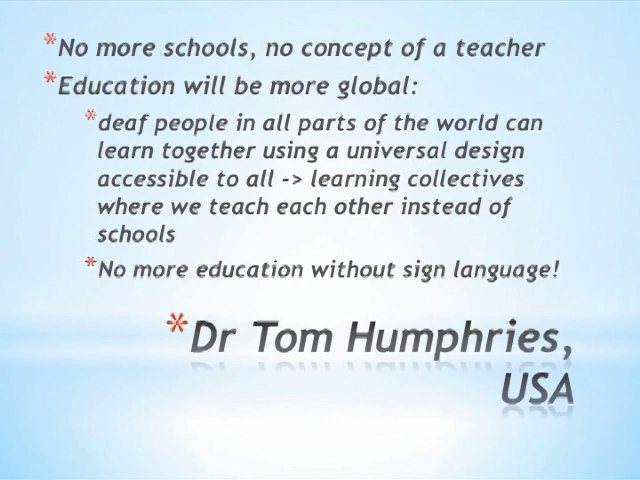 * No more schools, no concept of a teacher
* Education will be more global:
* deaf people in all parts of the world can
learn together using a universal design
accessible to all -> learning collectives
where we teach each other instead of
schools
* No more education without sign language!
* Dr Tom Humphries,
USA